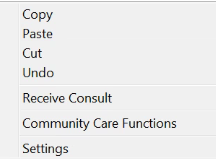 Copy
Paste
Cut
Undo
Receive Consult
Community Care Functions
Settings